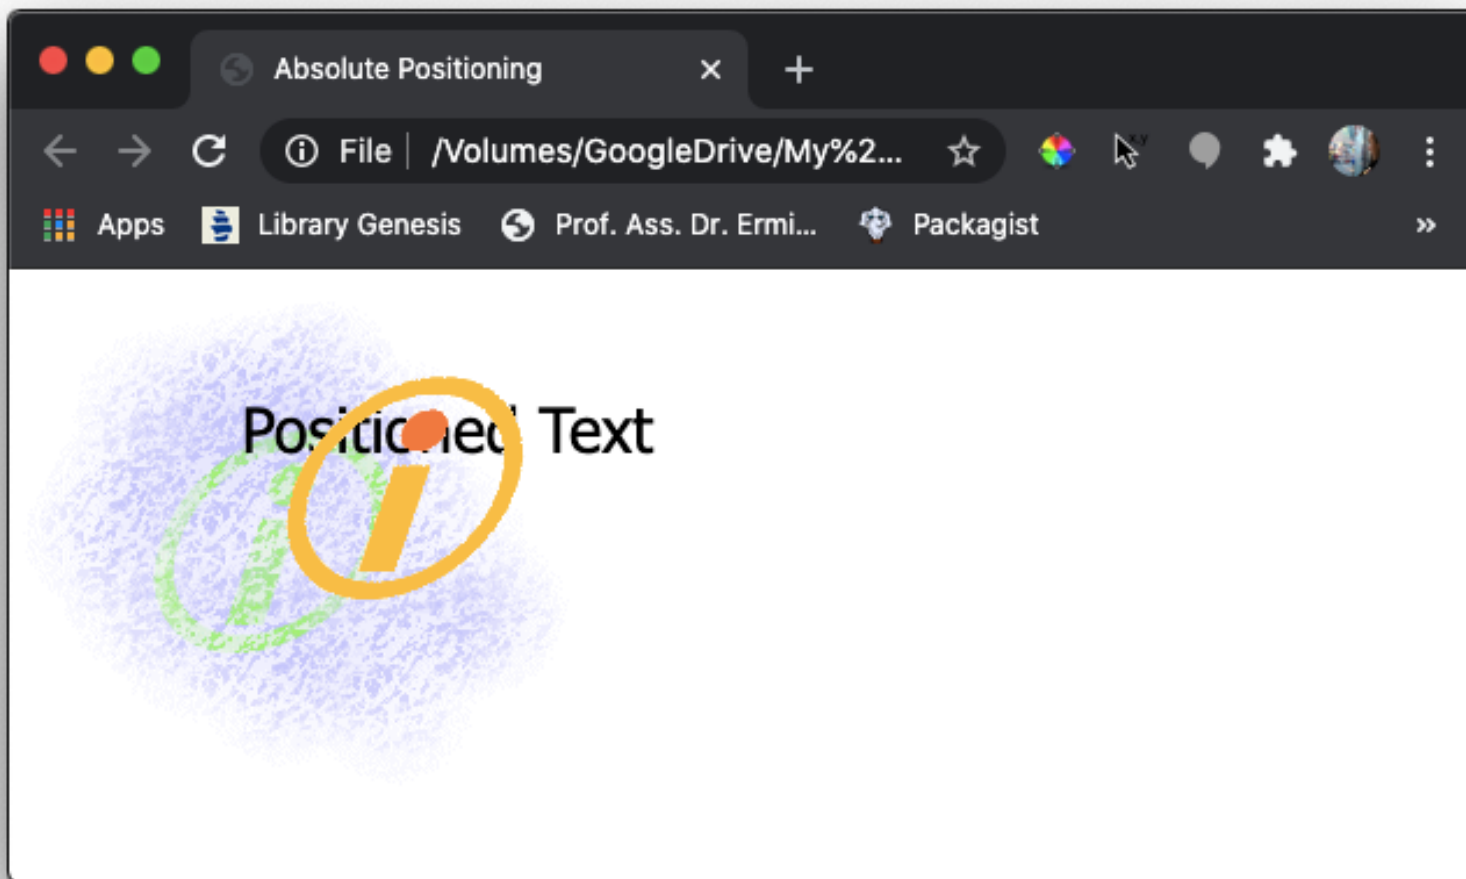 Absolute Positioning
File /Volumes/GoogleDrive/My%2...
Apps Library Genesis Prof. Ass. Dr. Ermi... Packagist
Positioned Text
i
i